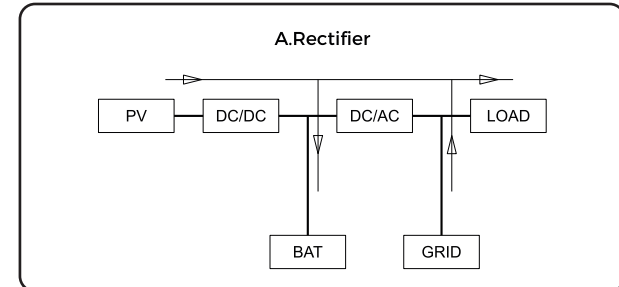 A.Rectifier
PV
DC/DC
DC/AC
LOAD
BAT
GRID